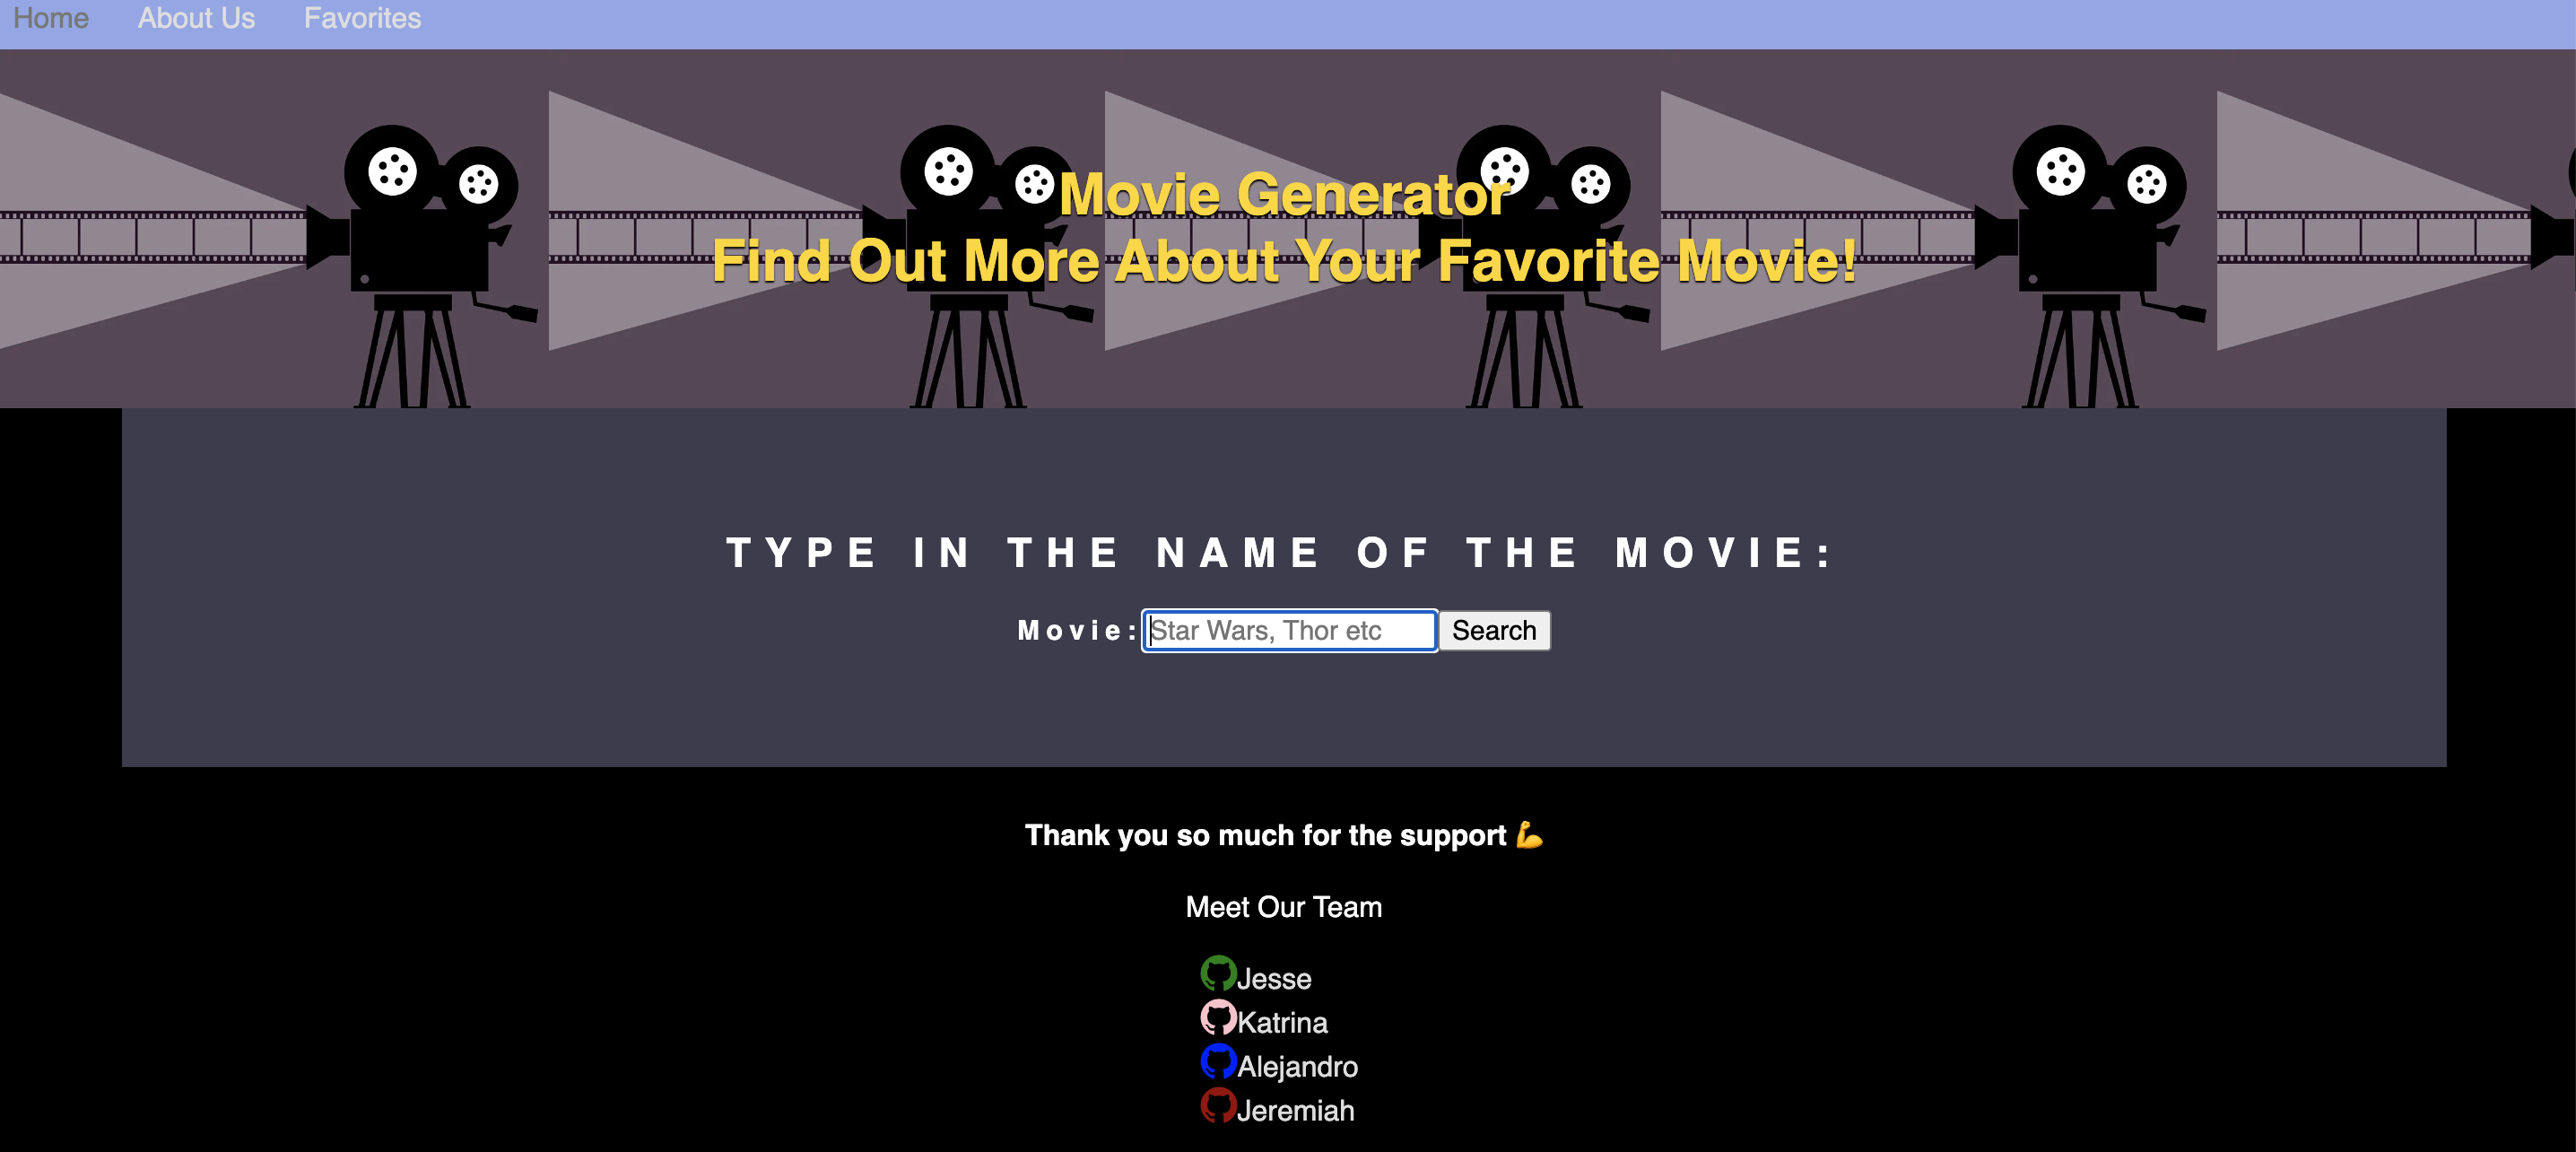 Home About Us Favorites
Movie Generator
Find Out More About Your Favorite Movie!
TYPE IN THE NAME OF THE MOVIE:
Movie: Star Wars, Thor etc Search
Thank you so much for the support 💪
Meet Our Team
Jesse
Katrina
Alejandro
Jeremiah